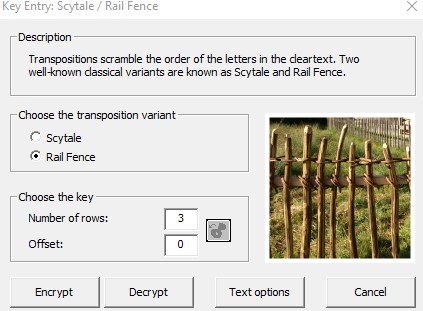 Key Entry: Scytale / Rail Fence
Description
Transpositions scramble the order of the letters in the cleartext. Two
well-known classical variants are known as Scytale and Rail Fence.
Choose the transposition variant
Scytale
Rail Fence
Choose the key
Number of rows: 3
Offset: 0
Encrypt Decrypt Text options Cancel